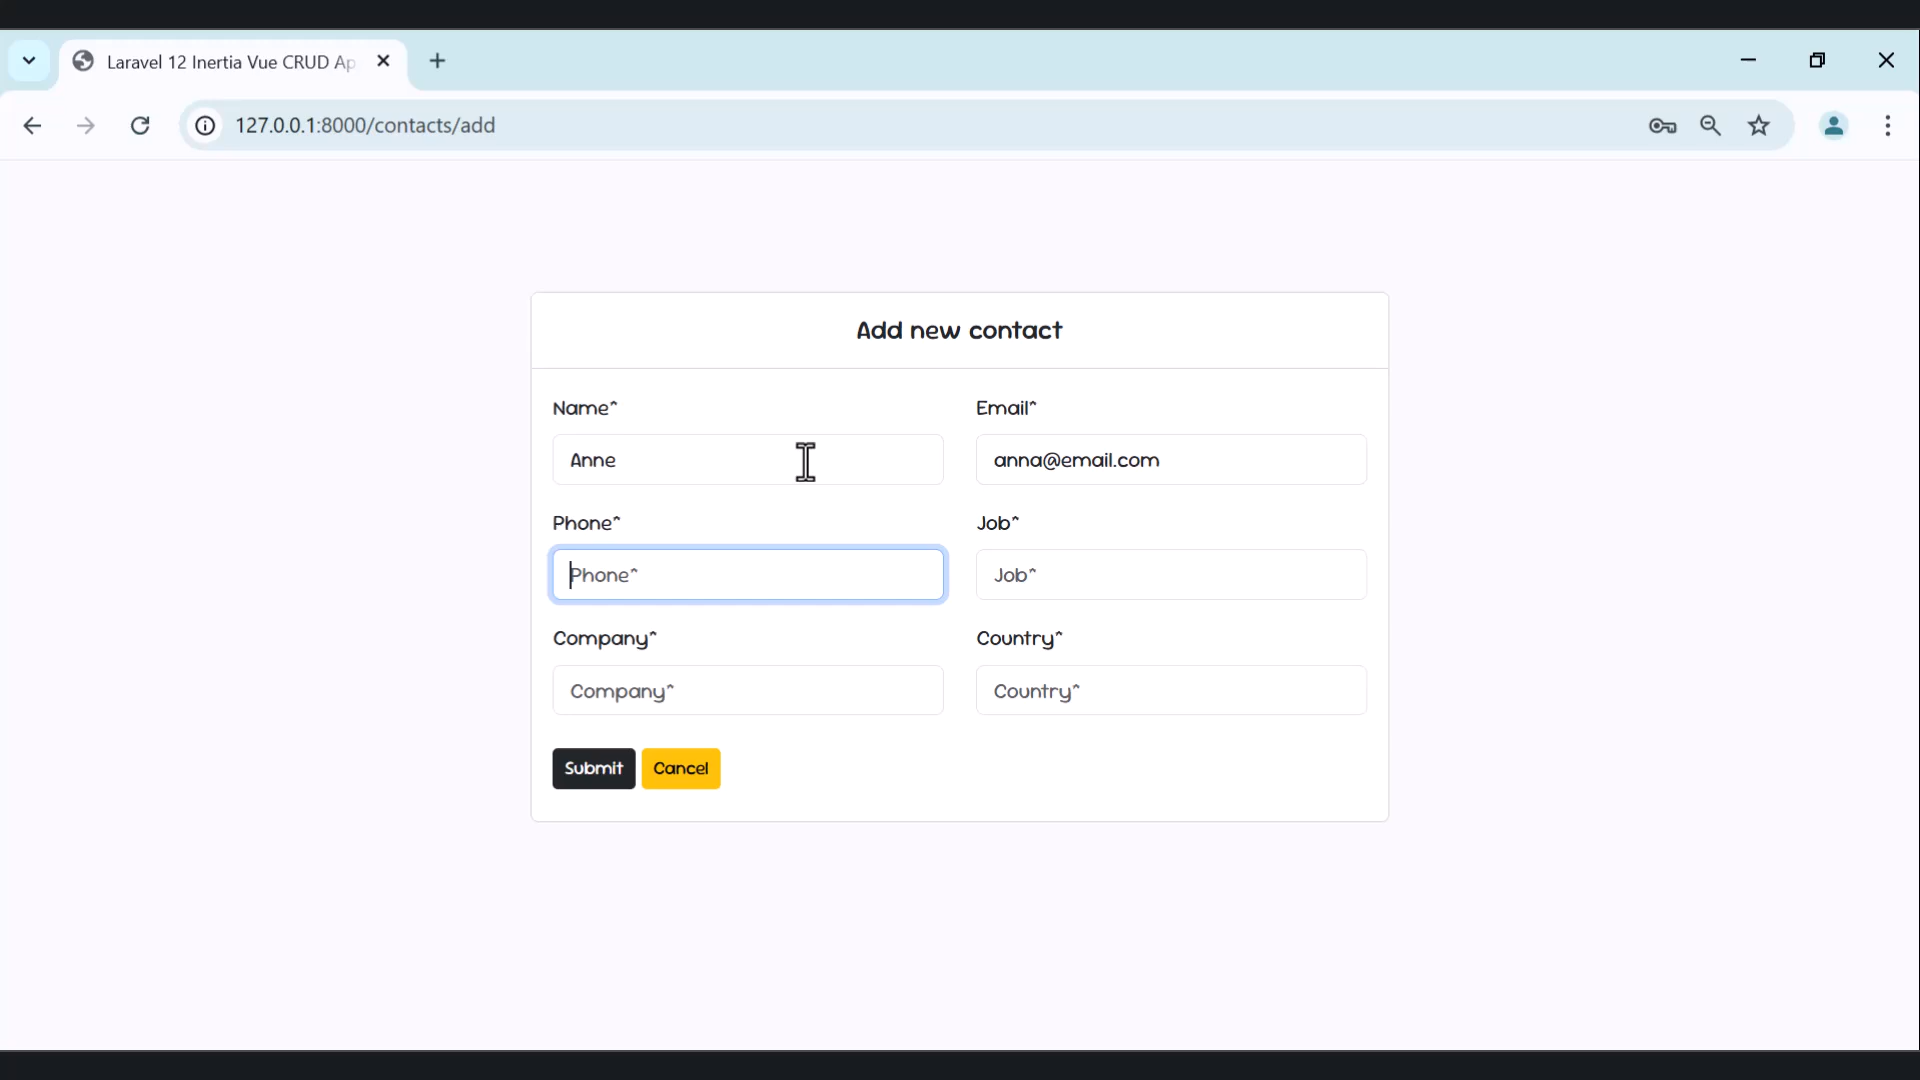 Laravel 12 Inertia Vue CRUD Ap
127.0.0.1:8000/contacts/add
Add new contact
Name* Email*
Anne anna@email.com
Phone* Job*
Phone* Job*
Company* Country*
Company* Country*
Submit Cancel